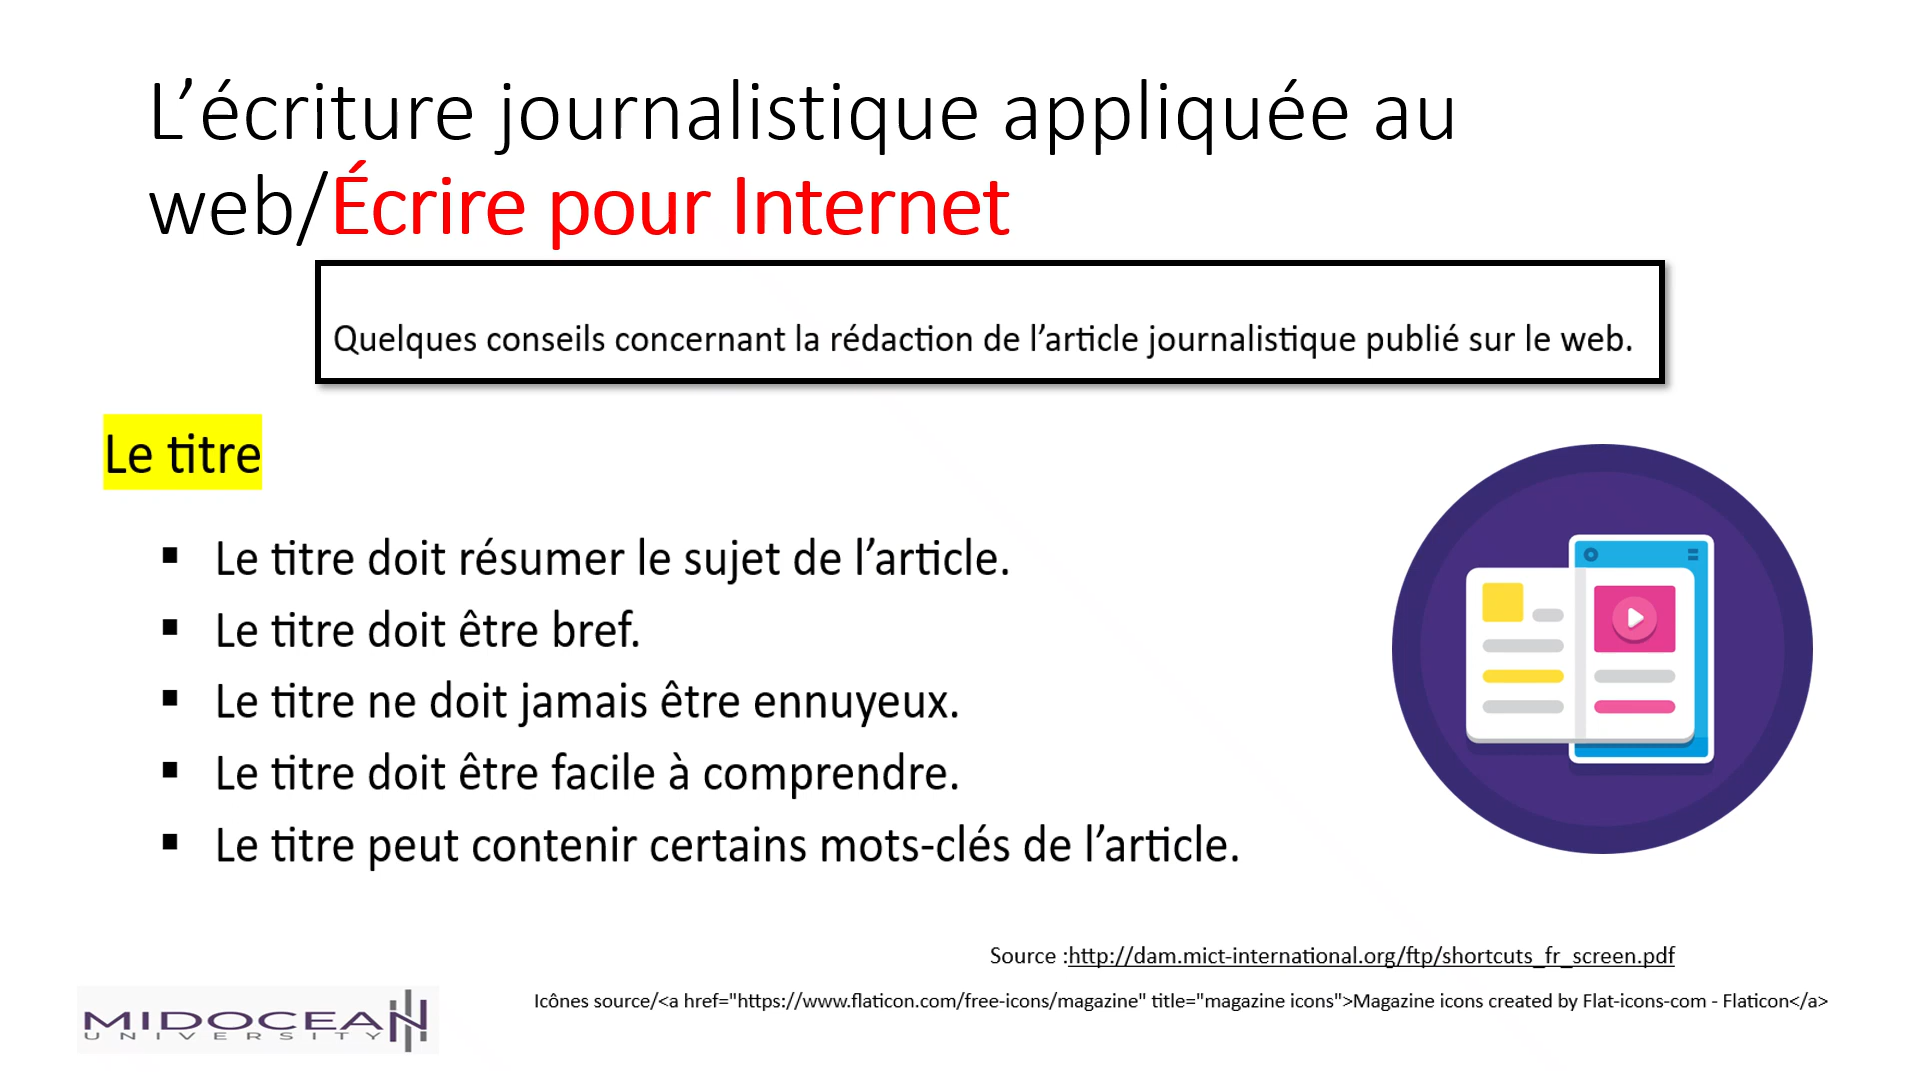 L’écriture journalistique appliquée au
web/Écrire pour Internet
Quelques conseils concernant la rédaction de l’article journalistique publié sur le web.
Le titre
▪ Le titre doit résumer le sujet de l’article.
▪ Le titre doit être bref.
▪ Le titre ne doit jamais être ennuyeux.
▪ Le titre doit être facile à comprendre.
▪ Le titre peut contenir certains mots-clés de l’article.
Source :http://dam.mict-international.org/ftp/shortcuts_fr_screen.pdf
Icônes source/<a href="https://www.flaticon.com/free-icons/magazine" title="magazine icons">Magazine icons created by Flat-icons-com - Flaticon</a>
MIDOCEAN
UNIVERSITY